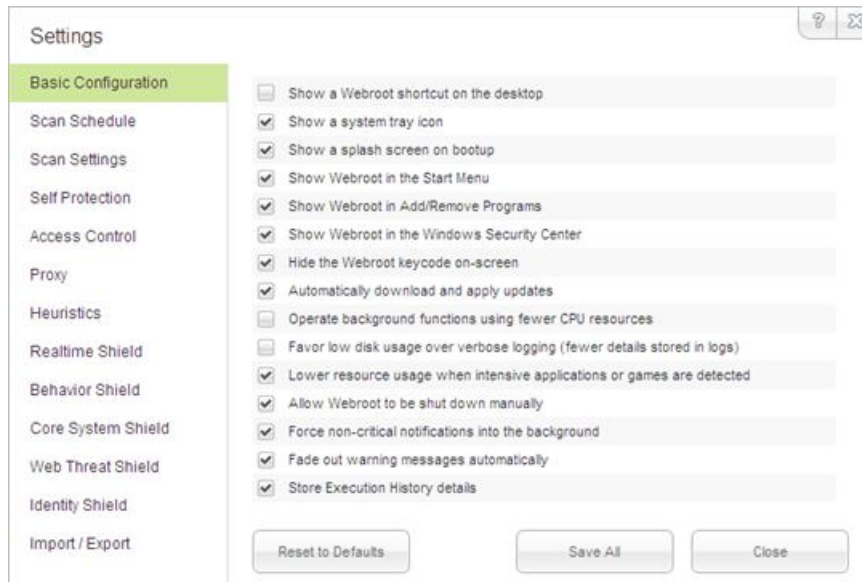 Settings
?
Basic Configuration
Scan Schedule
Scan Settings
Self Protection
Access Control
Proxy
Heuristics
Realtime Shield
Behavior Shield
Core System Shield
Web Threat Shield
Identity Shield
Import / Export
Show a Webroot shortcut on the desktop
Show a system tray icon
Show a splash screen on bootup
Show Webroot in the Start Menu
Show Webroot in Add/Remove Programs
Show Webroot in the Windows Security Center
Hide the Webroot keycode on-screen
Automatically download and apply updates
Operate background functions using fewer CPU resources
Favor low disk usage over verbose logging (fewer details stored in logs)
Lower resource usage when intensive applications or games are detected
Allow Webroot to be shut down manually
Force non-critical notifications into the background
Fade out warning messages automatically
Store Execution History details
Reset to Defaults
Save All
Close